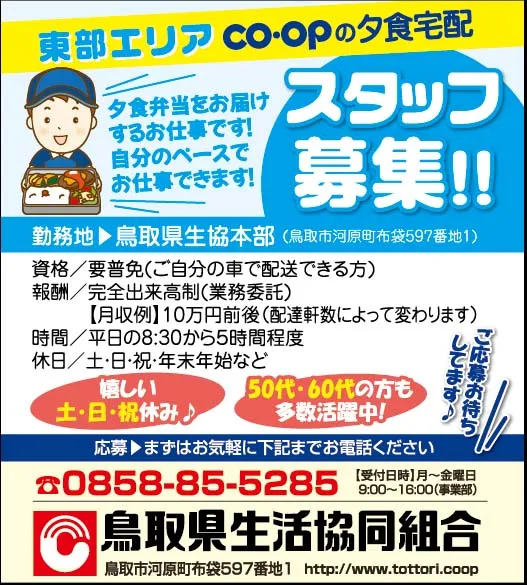 東部エリア CO·OPの夕食宅配
夕食弁当をお届け
するお仕事です!
自分のペースで
お仕事できます!
スタッフ
募集!!
勤務地▶鳥取県生協本部（鳥取市河原町布袋597番地1）
資格／要普免(ご自分の車で配送できる方)
報酬／完全出来高制(業務委託)
【月収例】10万円前後(配達軒数によって変わります)
時間／平日の8:30から5時間程度
休日／土・日・祝・年末年始など
ご応募お待ち
してます♪
嬉しい
土・日・祝休み♪
50代・60代の方も
多数活躍中!
応募▶まずはお気軽に下記までお電話ください
☎0858-85-5285
【受付日時】月～金曜日
9:00～16:00(事業部)
鳥取県生活協同組合
鳥取市河原町布袋597番地1 http://www.tottori.coop